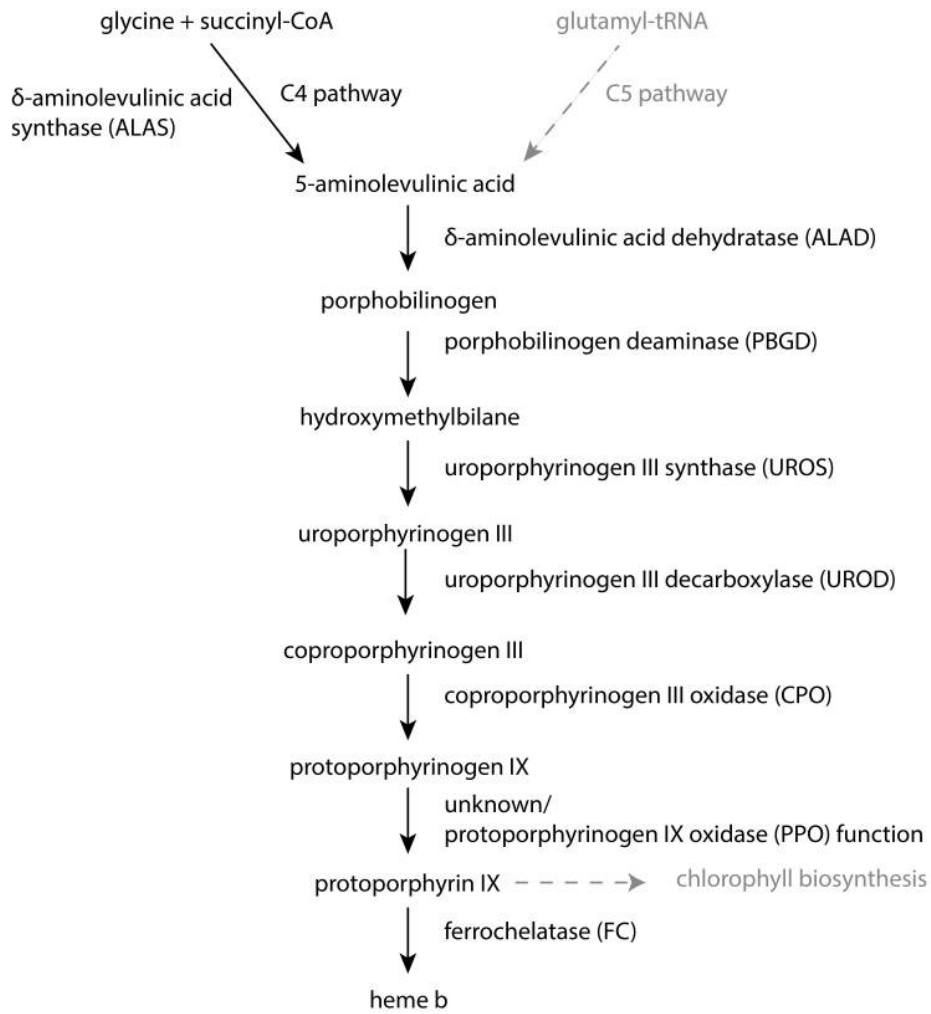 glycine + succinyl-CoA
glutamyl-tRNA
δ-aminolevulinic acid
synthase (ALAS)
C4 pathway
C5 pathway
5-aminolevulinic acid
δ-aminolevulinic acid dehydratase (ALAD)
porphobilinogen
porphobilinogen deaminase (PBGD)
hydroxymethylbilane
uroporphyrinogen III synthase (UROS)
uroporphyrinogen III
uroporphyrinogen III decarboxylase (UROD)
coproporphyrinogen III
coproporphyrinogen III oxidase (CPO)
protoporphyrinogen IX
unknown/
protoporphyrinogen IX oxidase (PPO) function
protoporphyrin IX
chlorophyll biosynthesis
ferrochelatase (FC)
heme b